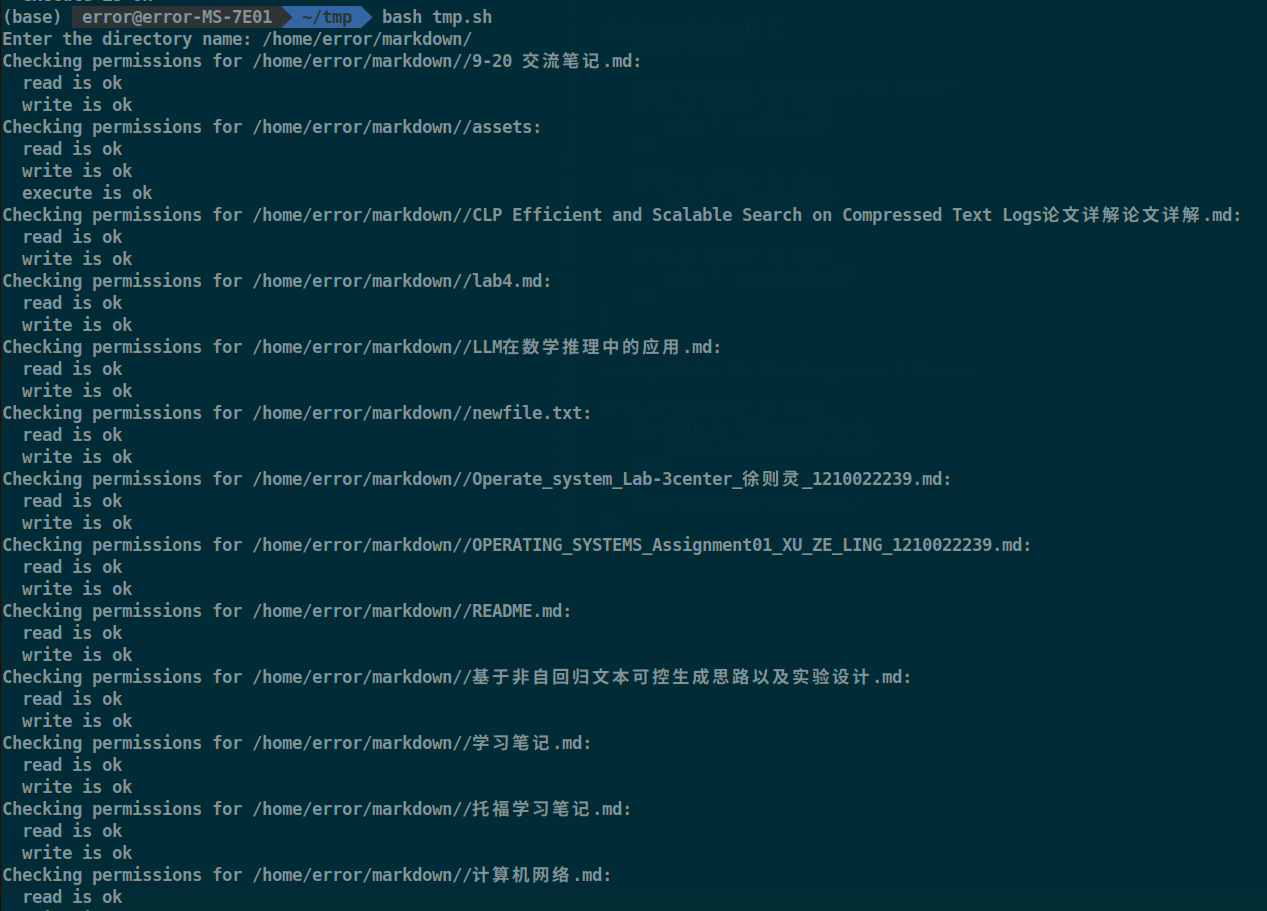 (base) error@error-MS-7E01 ~/tmp bash tmp.sh
Enter the directory name: /home/error/markdown/
Checking permissions for /home/error/markdown//9-20 交流笔记.md:
  read is ok
  write is ok
Checking permissions for /home/error/markdown//assets:
  read is ok
  write is ok
  execute is ok
Checking permissions for /home/error/markdown//CLP Efficient and Scalable Search on Compressed Text Logs论文详解论文详解.md:
  read is ok
  write is ok
Checking permissions for /home/error/markdown//lab4.md:
  read is ok
  write is ok
Checking permissions for /home/error/markdown//LLM在数学推理中的应用.md:
  read is ok
  write is ok
Checking permissions for /home/error/markdown//newfile.txt:
  read is ok
  write is ok
Checking permissions for /home/error/markdown//Operate_system_Lab-3center_徐则灵_1210022239.md:
  read is ok
  write is ok
Checking permissions for /home/error/markdown//OPERATING_SYSTEMS_Assignment01_XU_ZE_LING_1210022239.md:
  read is ok
  write is ok
Checking permissions for /home/error/markdown//README.md:
  read is ok
  write is ok
Checking permissions for /home/error/markdown//基于非自回归文本可控生成思路以及实验设计.md:
  read is ok
  write is ok
Checking permissions for /home/error/markdown//学习笔记.md:
  read is ok
  write is ok
Checking permissions for /home/error/markdown//托福学习笔记.md:
  read is ok
  write is ok
Checking permissions for /home/error/markdown//计算机网络.md:
  read is ok